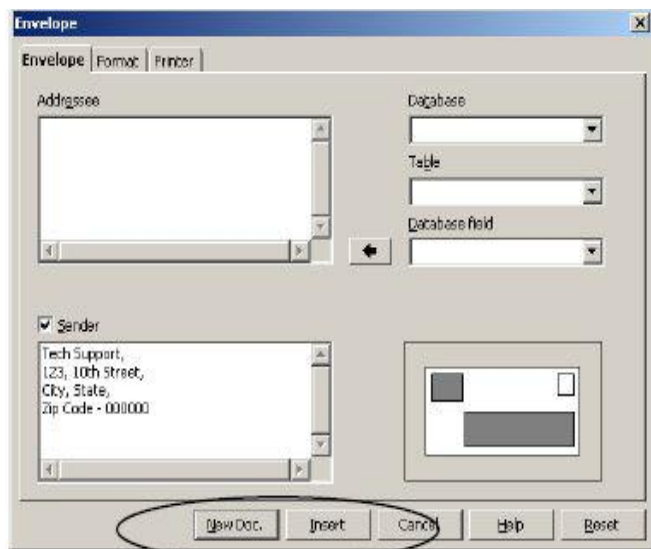 Envelope
Envelope Format Printer
Addressee
Database
Table
Database field
Sender
Tech Support,
123, 10th Street,
City, State,
Zip Code - 000000
New Doc. Insert Cancel Help Reset